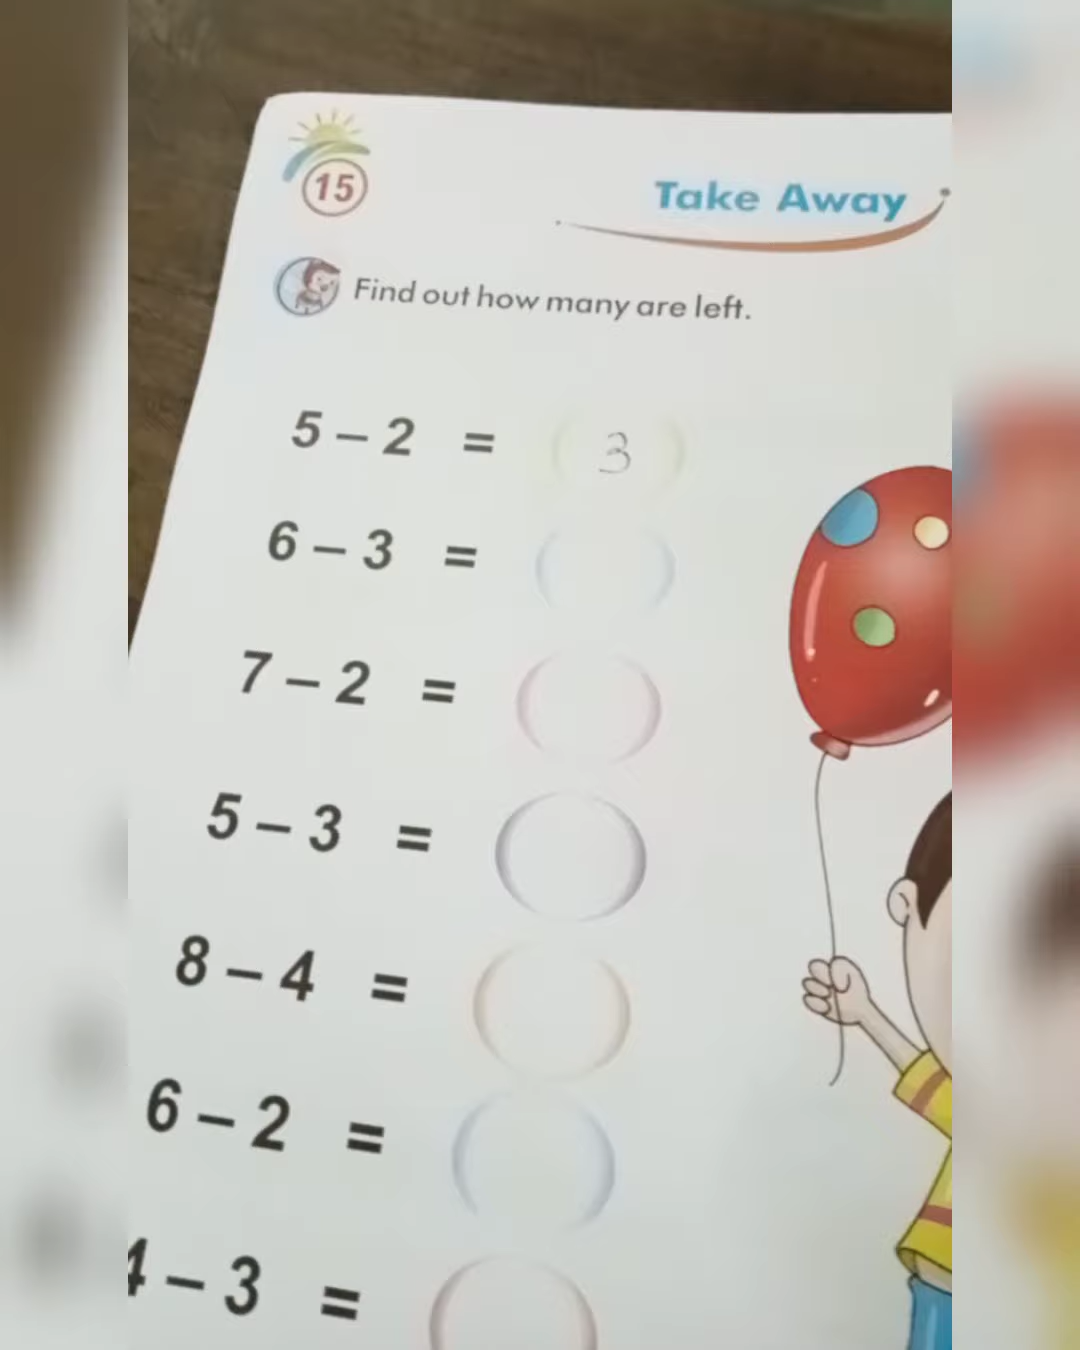 15
Take Away
Find out how many are left.
5 – 2 = 3
6 – 3 =
7 – 2 =
5 – 3 =
8 – 4 =
6 – 2 =
4 – 3 =